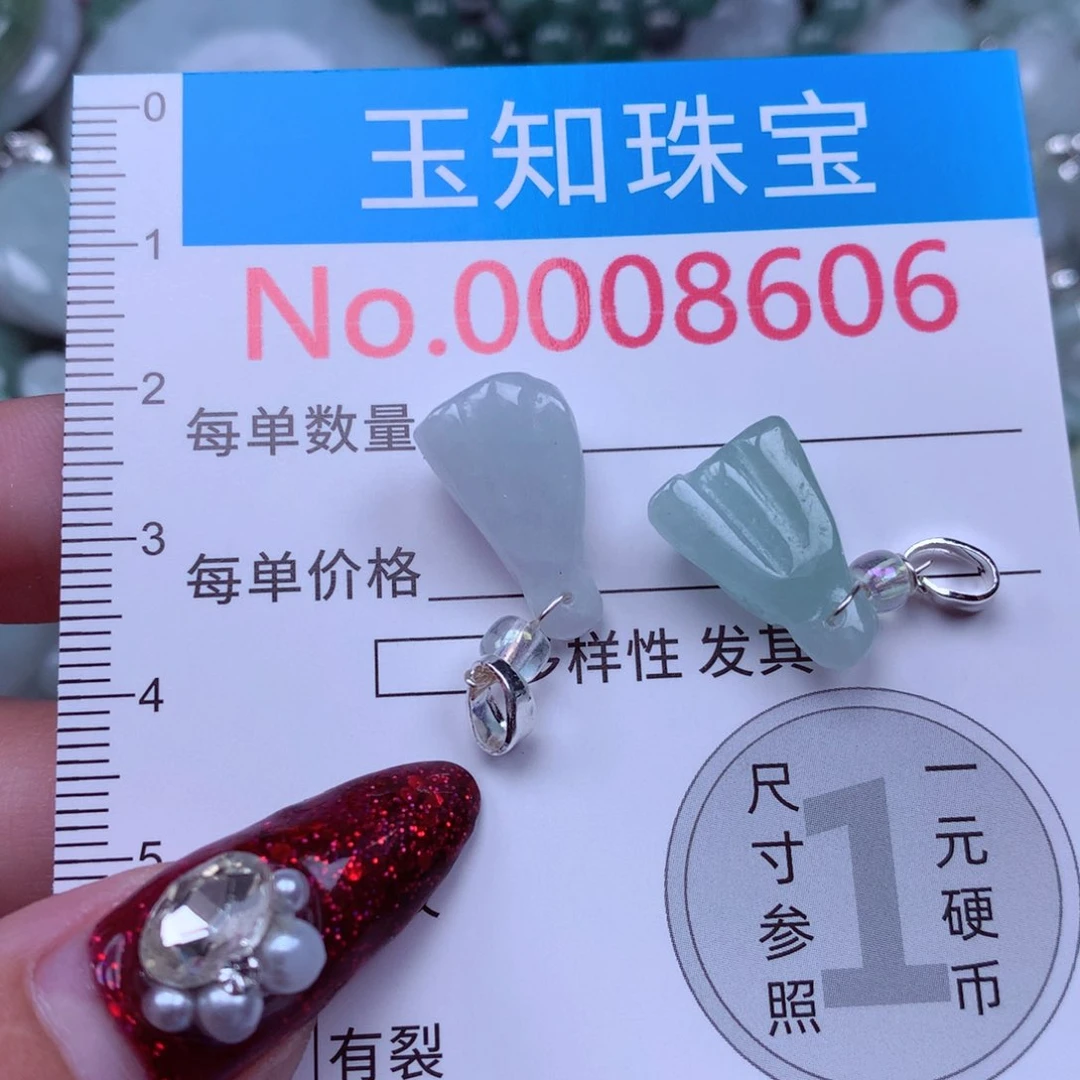 玉知珠宝
No.0008606
每单数量
每单价格
样性 发其
有裂
0
1
2
3
4
5
尺寸参照
1
一元硬币